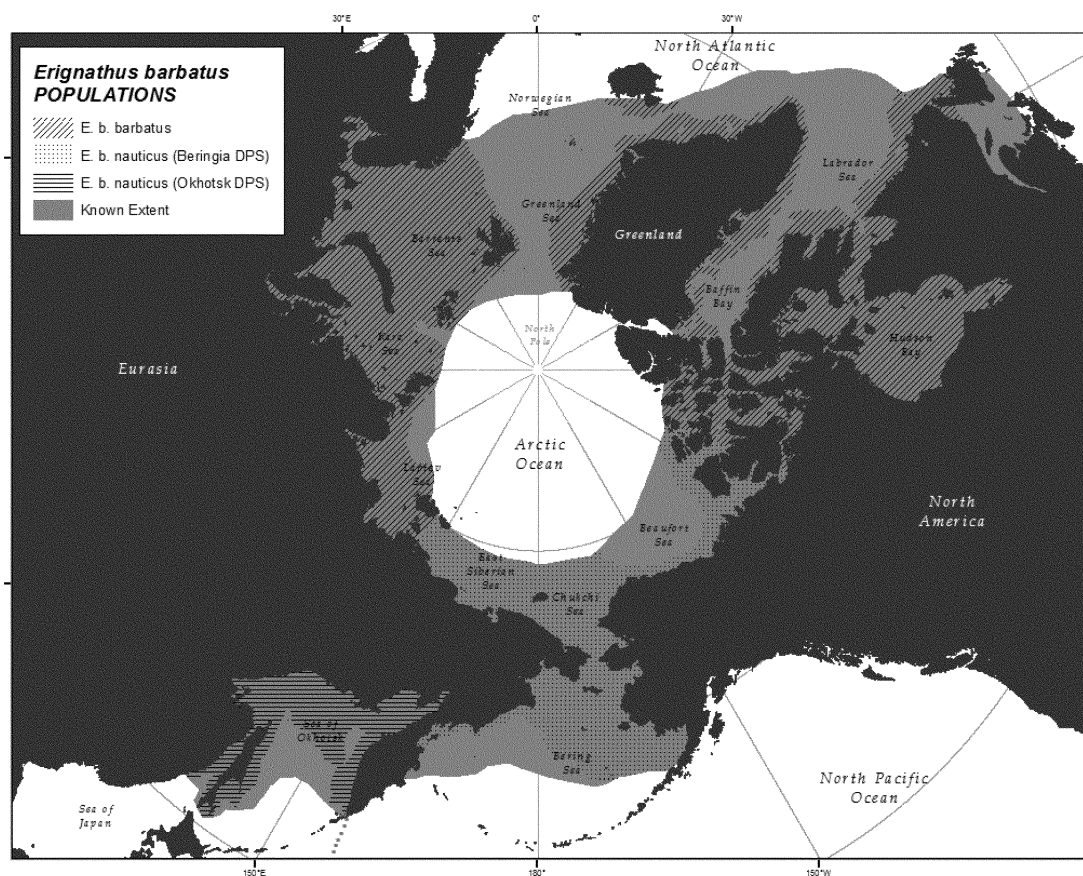 30°E
0°
30°W
Erignathus barbatus
POPULATIONS
E. b. barbatus
E. b. nauticus (Beringia DPS)
E. b. nauticus (Okhotsk DPS)
Known Extent
North Atlantic
Ocean
Norwegian
Sea
Labrador
Sea
Greenland
Sea
Greenland
Barents
Sea
Baffin
Bay
North
Pole
Kara
Sea
Hudson
Bay
Eurasia
Arctic
Ocean
Laptev
Sea
North
America
Beaufort
Sea
East
Siberian
Sea
Chukchi
Sea
Sea of
Okhotsk
Bering
Sea
North Pacific
Ocean
Sea of
Japan
150°E
180°
150°W